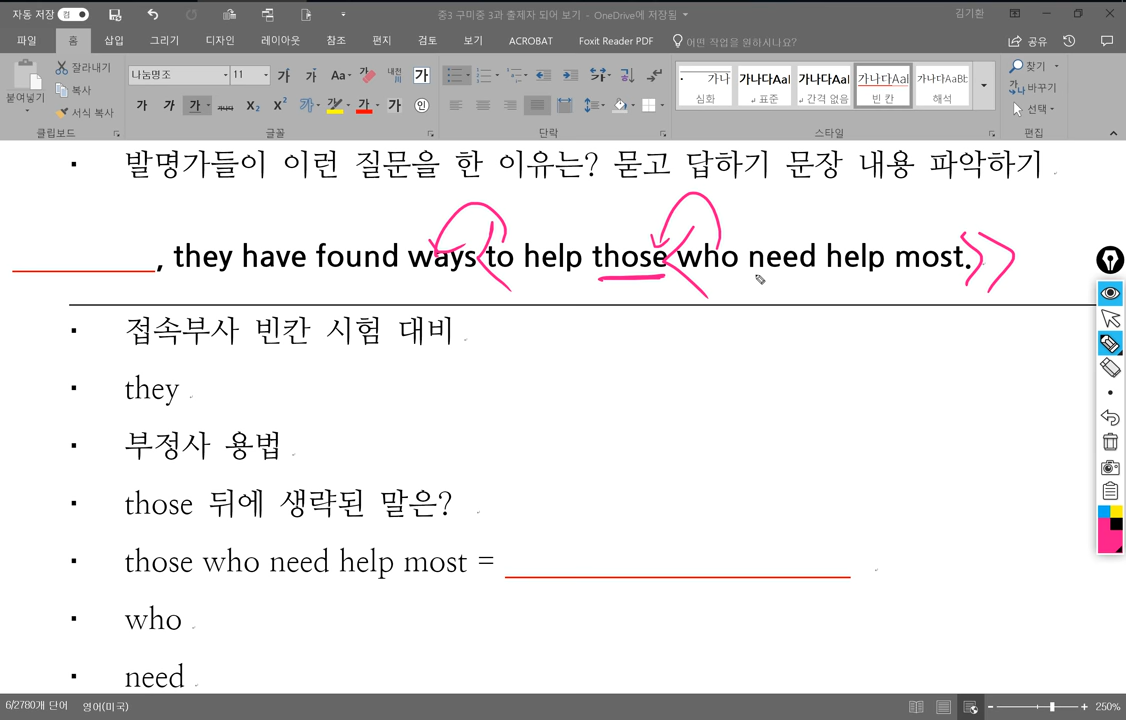 자동 저장 컴
중3 구미중 3과 출제자 되어 보기 - OneDrive에 저장됨
김기환
파일 홈 삽입 그리기 디자인 레이아웃 참조 편지 검토 보기 ACROBAT Foxit Reader PDF 어떤 작업을 원하시나요? 공유
붙여넣기 잘라내기 복사 서식 복사
나눔명조 11
가나 심화
가나다AaI 표준
가나다AaI 간격 없음
가나다AaI 빈 칸
가나다AaBb 해석
찾기 바꾸기 선택
클립보드 글꼴 단락 스타일 편집
발명가들이 이런 질문을 한 이유는? 묻고 답하기 문장 내용 파악하기
, they have found ways to help those who need help most.
접속부사 빈칸 시험 대비
they
부정사 용법
those 뒤에 생략된 말은?
those who need help most =
who
need
6/2780개 단어 영어(미국) 250%